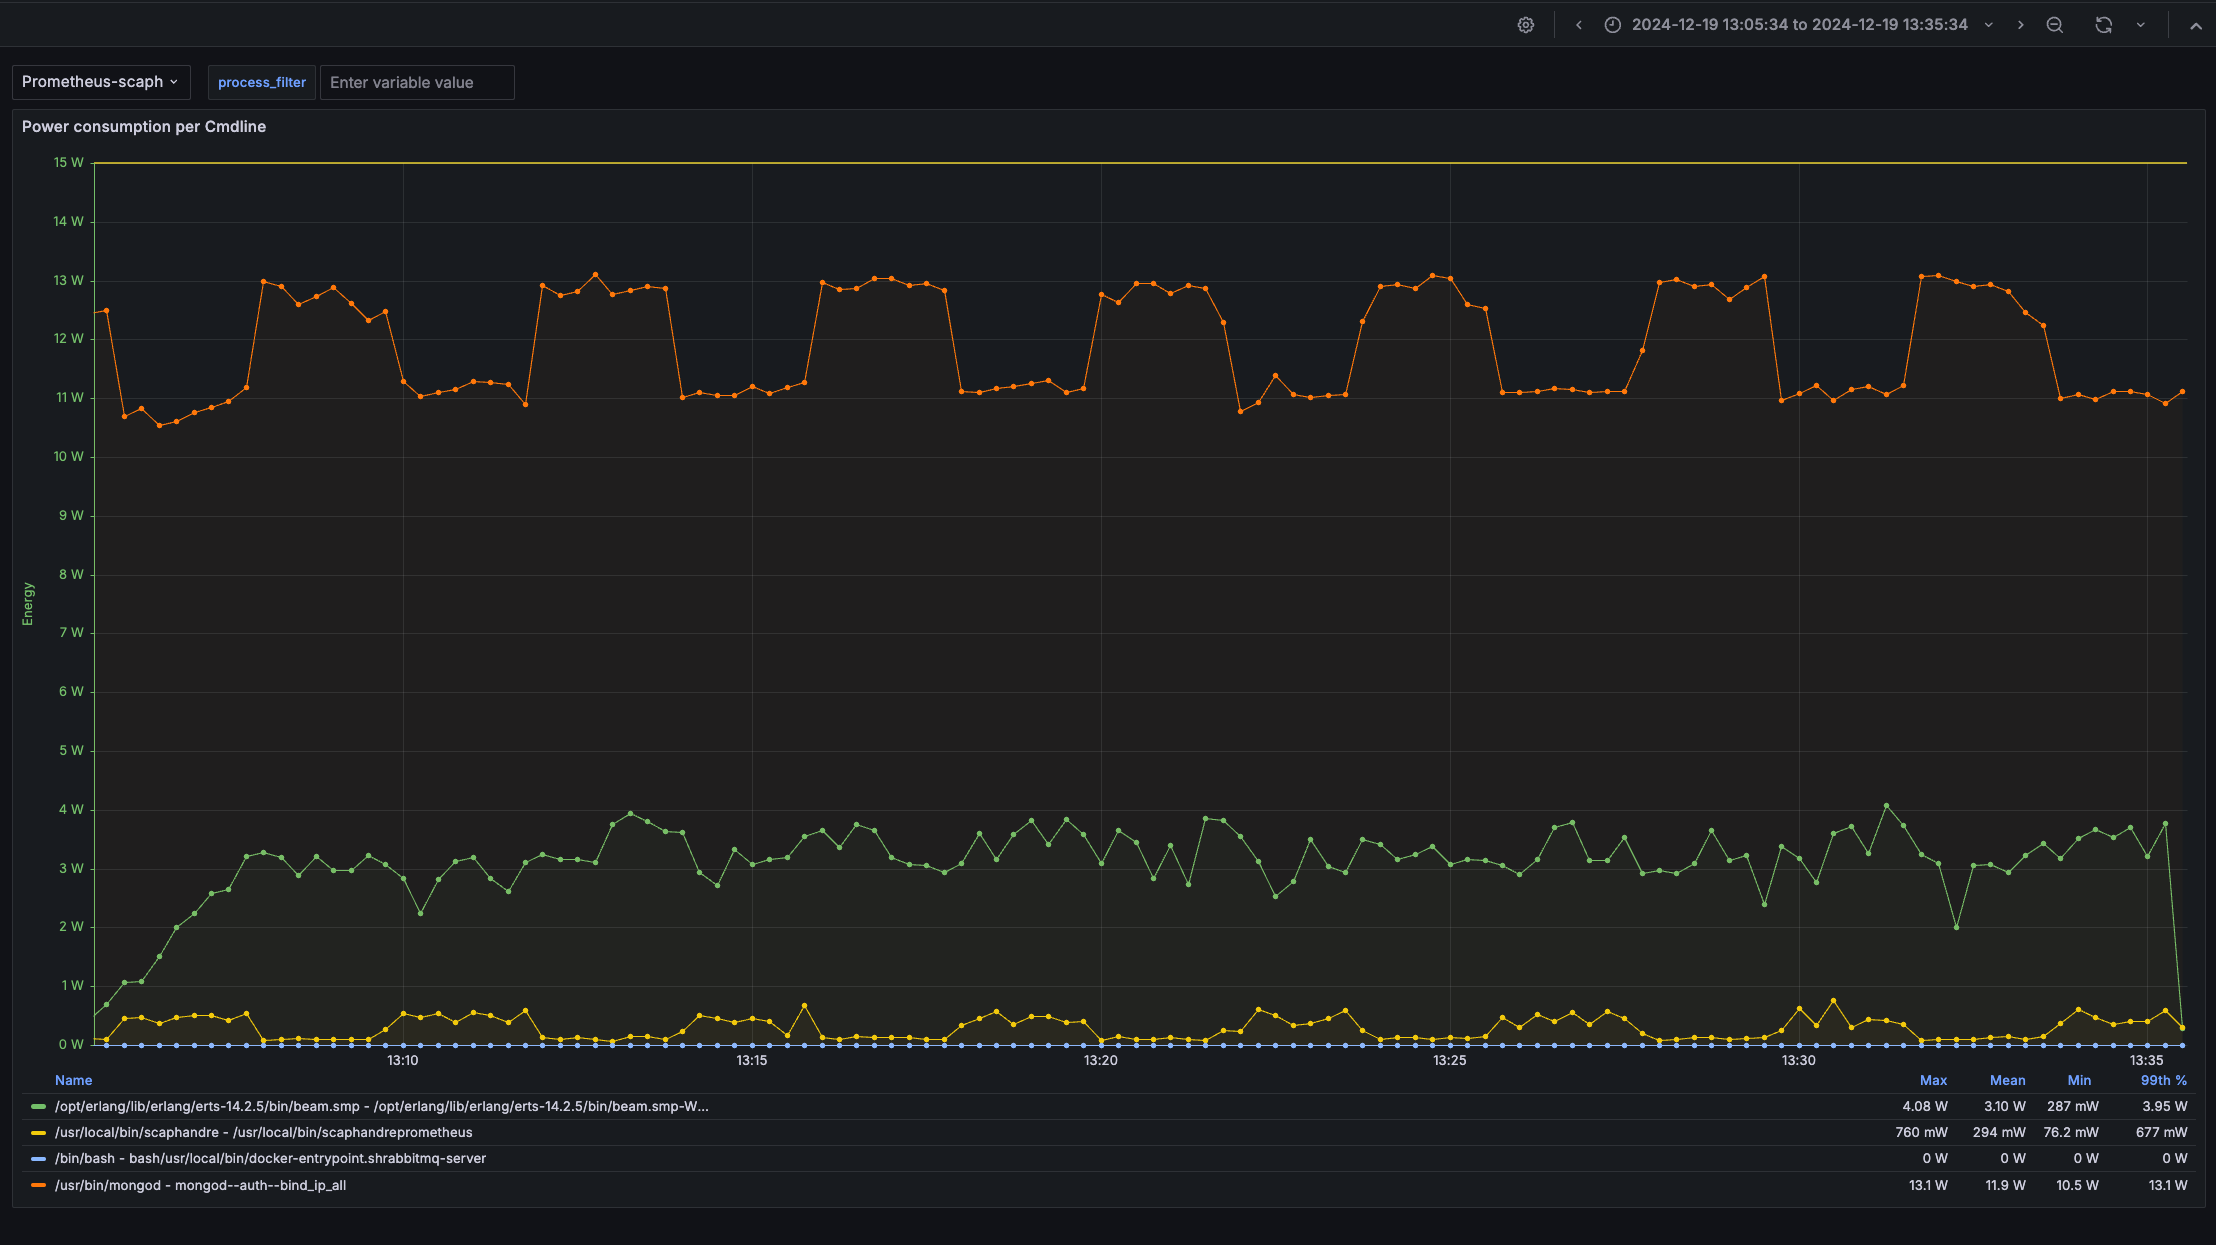 2024-12-19 13:05:34 to 2024-12-19 13:35:34
Prometheus-scaph process_filter Enter variable value
Power consumption per Cmdline
15 W
14 W
13 W
12 W
11 W
10 W
9 W
8 W
7 W
6 W
5 W
4 W
3 W
2 W
1 W
0 W
Energy
13:10 13:15 13:20 13:25 13:30 13:35
Name Max Mean Min 99th %
/opt/erlang/lib/erlang/erts-14.2.5/bin/beam.smp - /opt/erlang/lib/erlang/erts-14.2.5/bin/beam.smp-W... 4.08 W 3.10 W 287 mW 3.95 W
/usr/local/bin/scaphandre - /usr/local/bin/scaphandreprometheus 760 mW 294 mW 76.2 mW 677 mW
/bin/bash - bash/usr/local/bin/docker-entrypoint.shrabbitmq-server 0 W 0 W 0 W 0 W
/usr/bin/mongod - mongod--auth--bind_ip_all 13.1 W 11.9 W 10.5 W 13.1 W